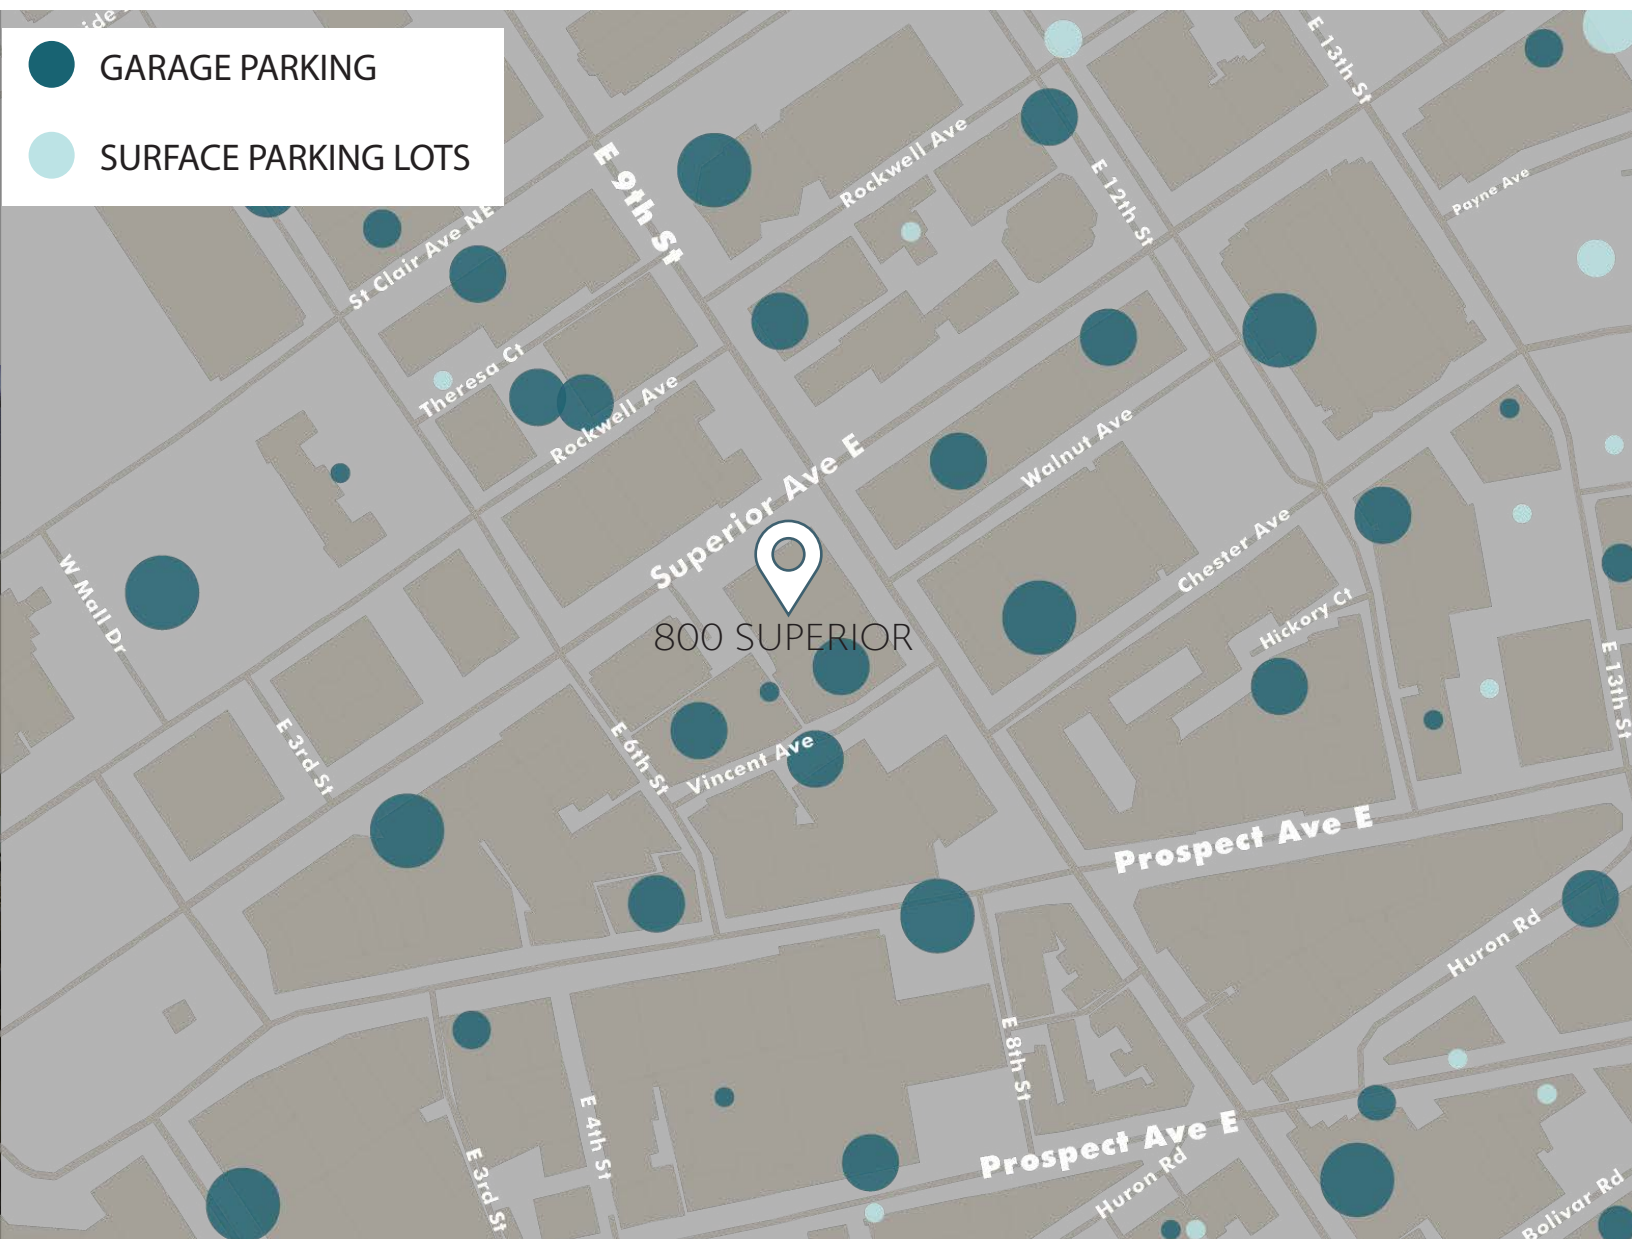 GARAGE PARKING
SURFACE PARKING LOTS
E 13th St
E 9th St
Rockwell Ave
E 12th St
Payne Ave
St Clair Ave NE
Theresa Ct
Rockwell Ave
Superior Ave E
Walnut Ave
Chester Ave
W Mall Dr
Hickory Ct
800 SUPERIOR
E 3rd St
E 6th St
Vincent Ave
E 13th St
Prospect Ave E
Huron Rd
E 8th St
E 4th St
E 3rd St
Prospect Ave E
Huron Rd
Bolivar Rd